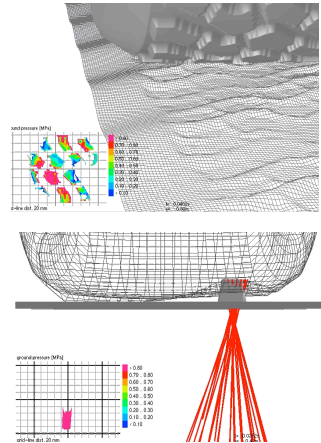 ound pressure [MPa]
> 0.80
0.70 .. 0.80
0.60 .. 0.70
0.50 .. 0.60
0.40 .. 0.50
0.30 .. 0.40
0.20 .. 0.30
0.10 .. 0.20
< 0.10
grid-line dist. 20 mm
ground pressure [MPa]
> 0.80
0.70 .. 0.80
0.60 .. 0.70
0.50 .. 0.60
0.40 .. 0.50
0.30 .. 0.40
0.20 .. 0.30
0.10 .. 0.20
< 0.10
grid-line dist. 20 mm